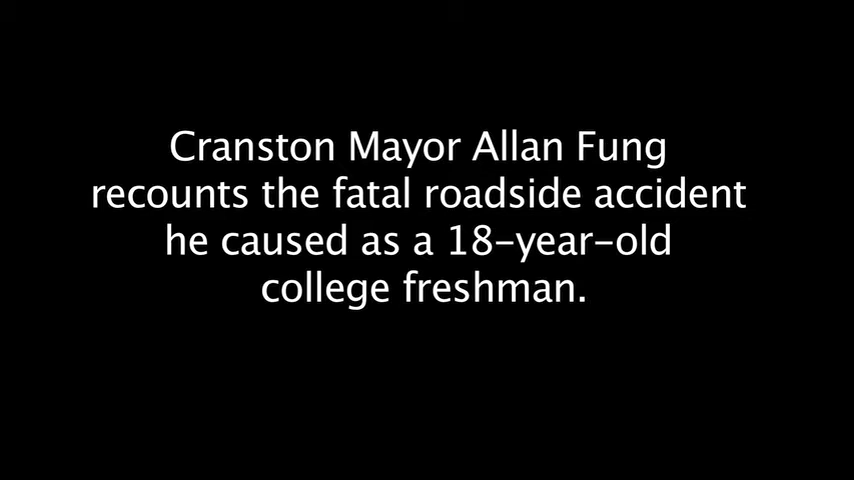 Cranston Mayor Allan Fung
recounts the fatal roadside accident
he caused as a 18-year-old
college freshman.